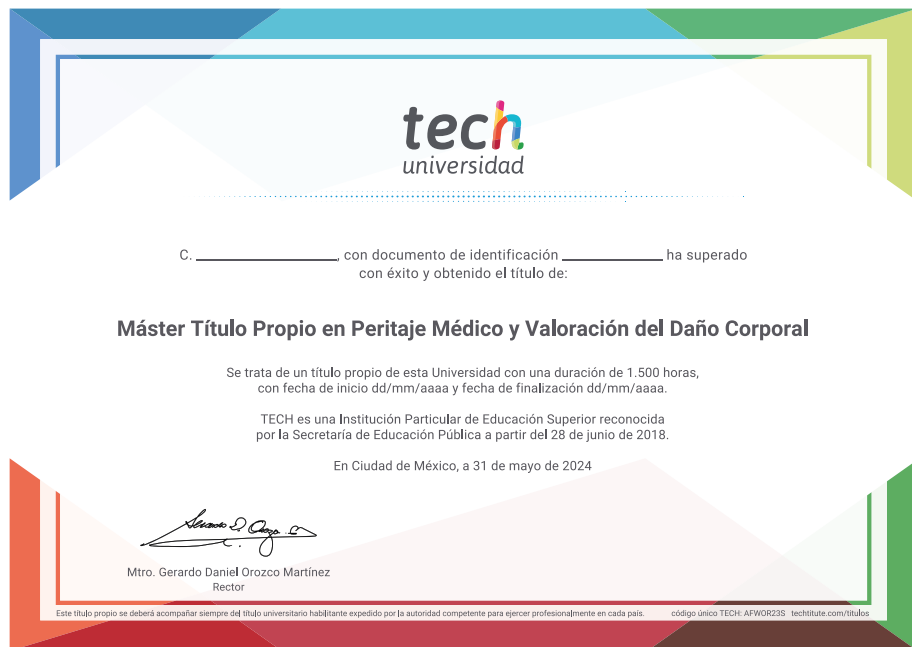 tech
universidad
C. ____________, con documento de identificación ____________ ha superado
con éxito y obtenido el título de:
Máster Título Propio en Peritaje Médico y Valoración del Daño Corporal
Se trata de un título propio de esta Universidad con una duración de 1.500 horas,
con fecha de inicio dd/mm/aaaa y fecha de finalización dd/mm/aaaa.
TECH es una Institución Particular de Educación Superior reconocida
por la Secretaría de Educación Pública a partir del 28 de junio de 2018.
En Ciudad de México, a 31 de mayo de 2024
Mtro. Gerardo Daniel Orozco Martínez
Rector
Este título propio se deberá acompañar siempre del título universitario habilitante expedido por la autoridad competente para ejercer profesionalmente en cada país. código único TECH: AFWOR23S techtitute.com/titulos